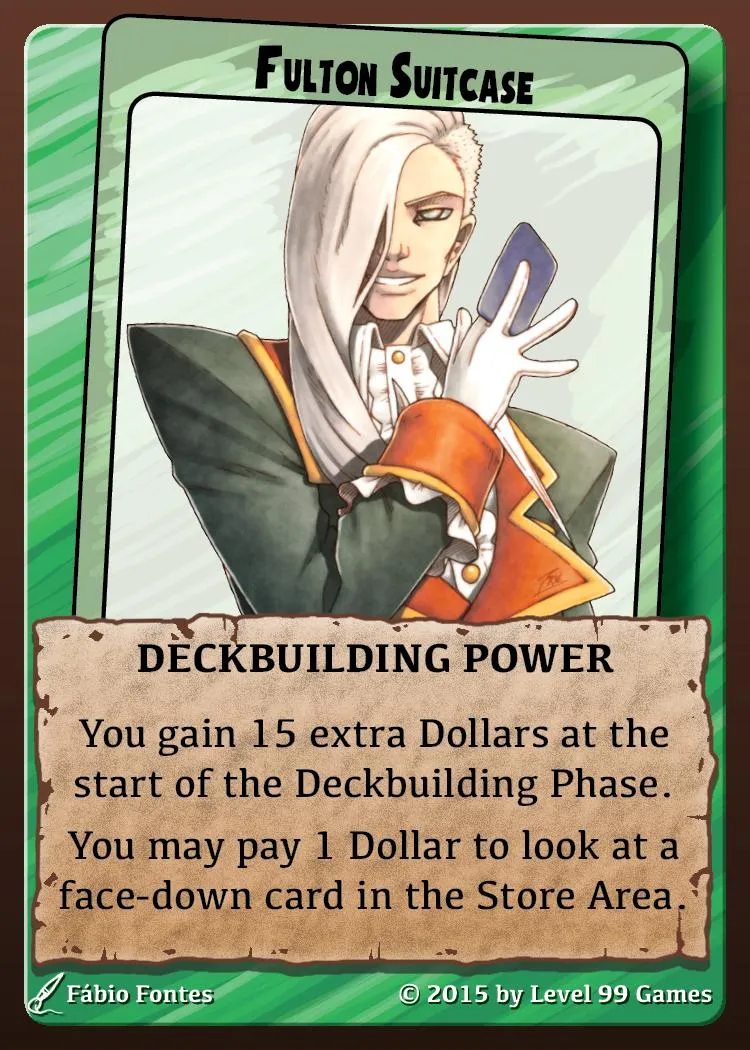 FULTON SUITCASE
DECKBUILDING POWER
You gain 15 extra Dollars at the
start of the Deckbuilding Phase.
You may pay 1 Dollar to look at a
face-down card in the Store Area.
Fábio Fontes
© 2015 by Level 99 Games